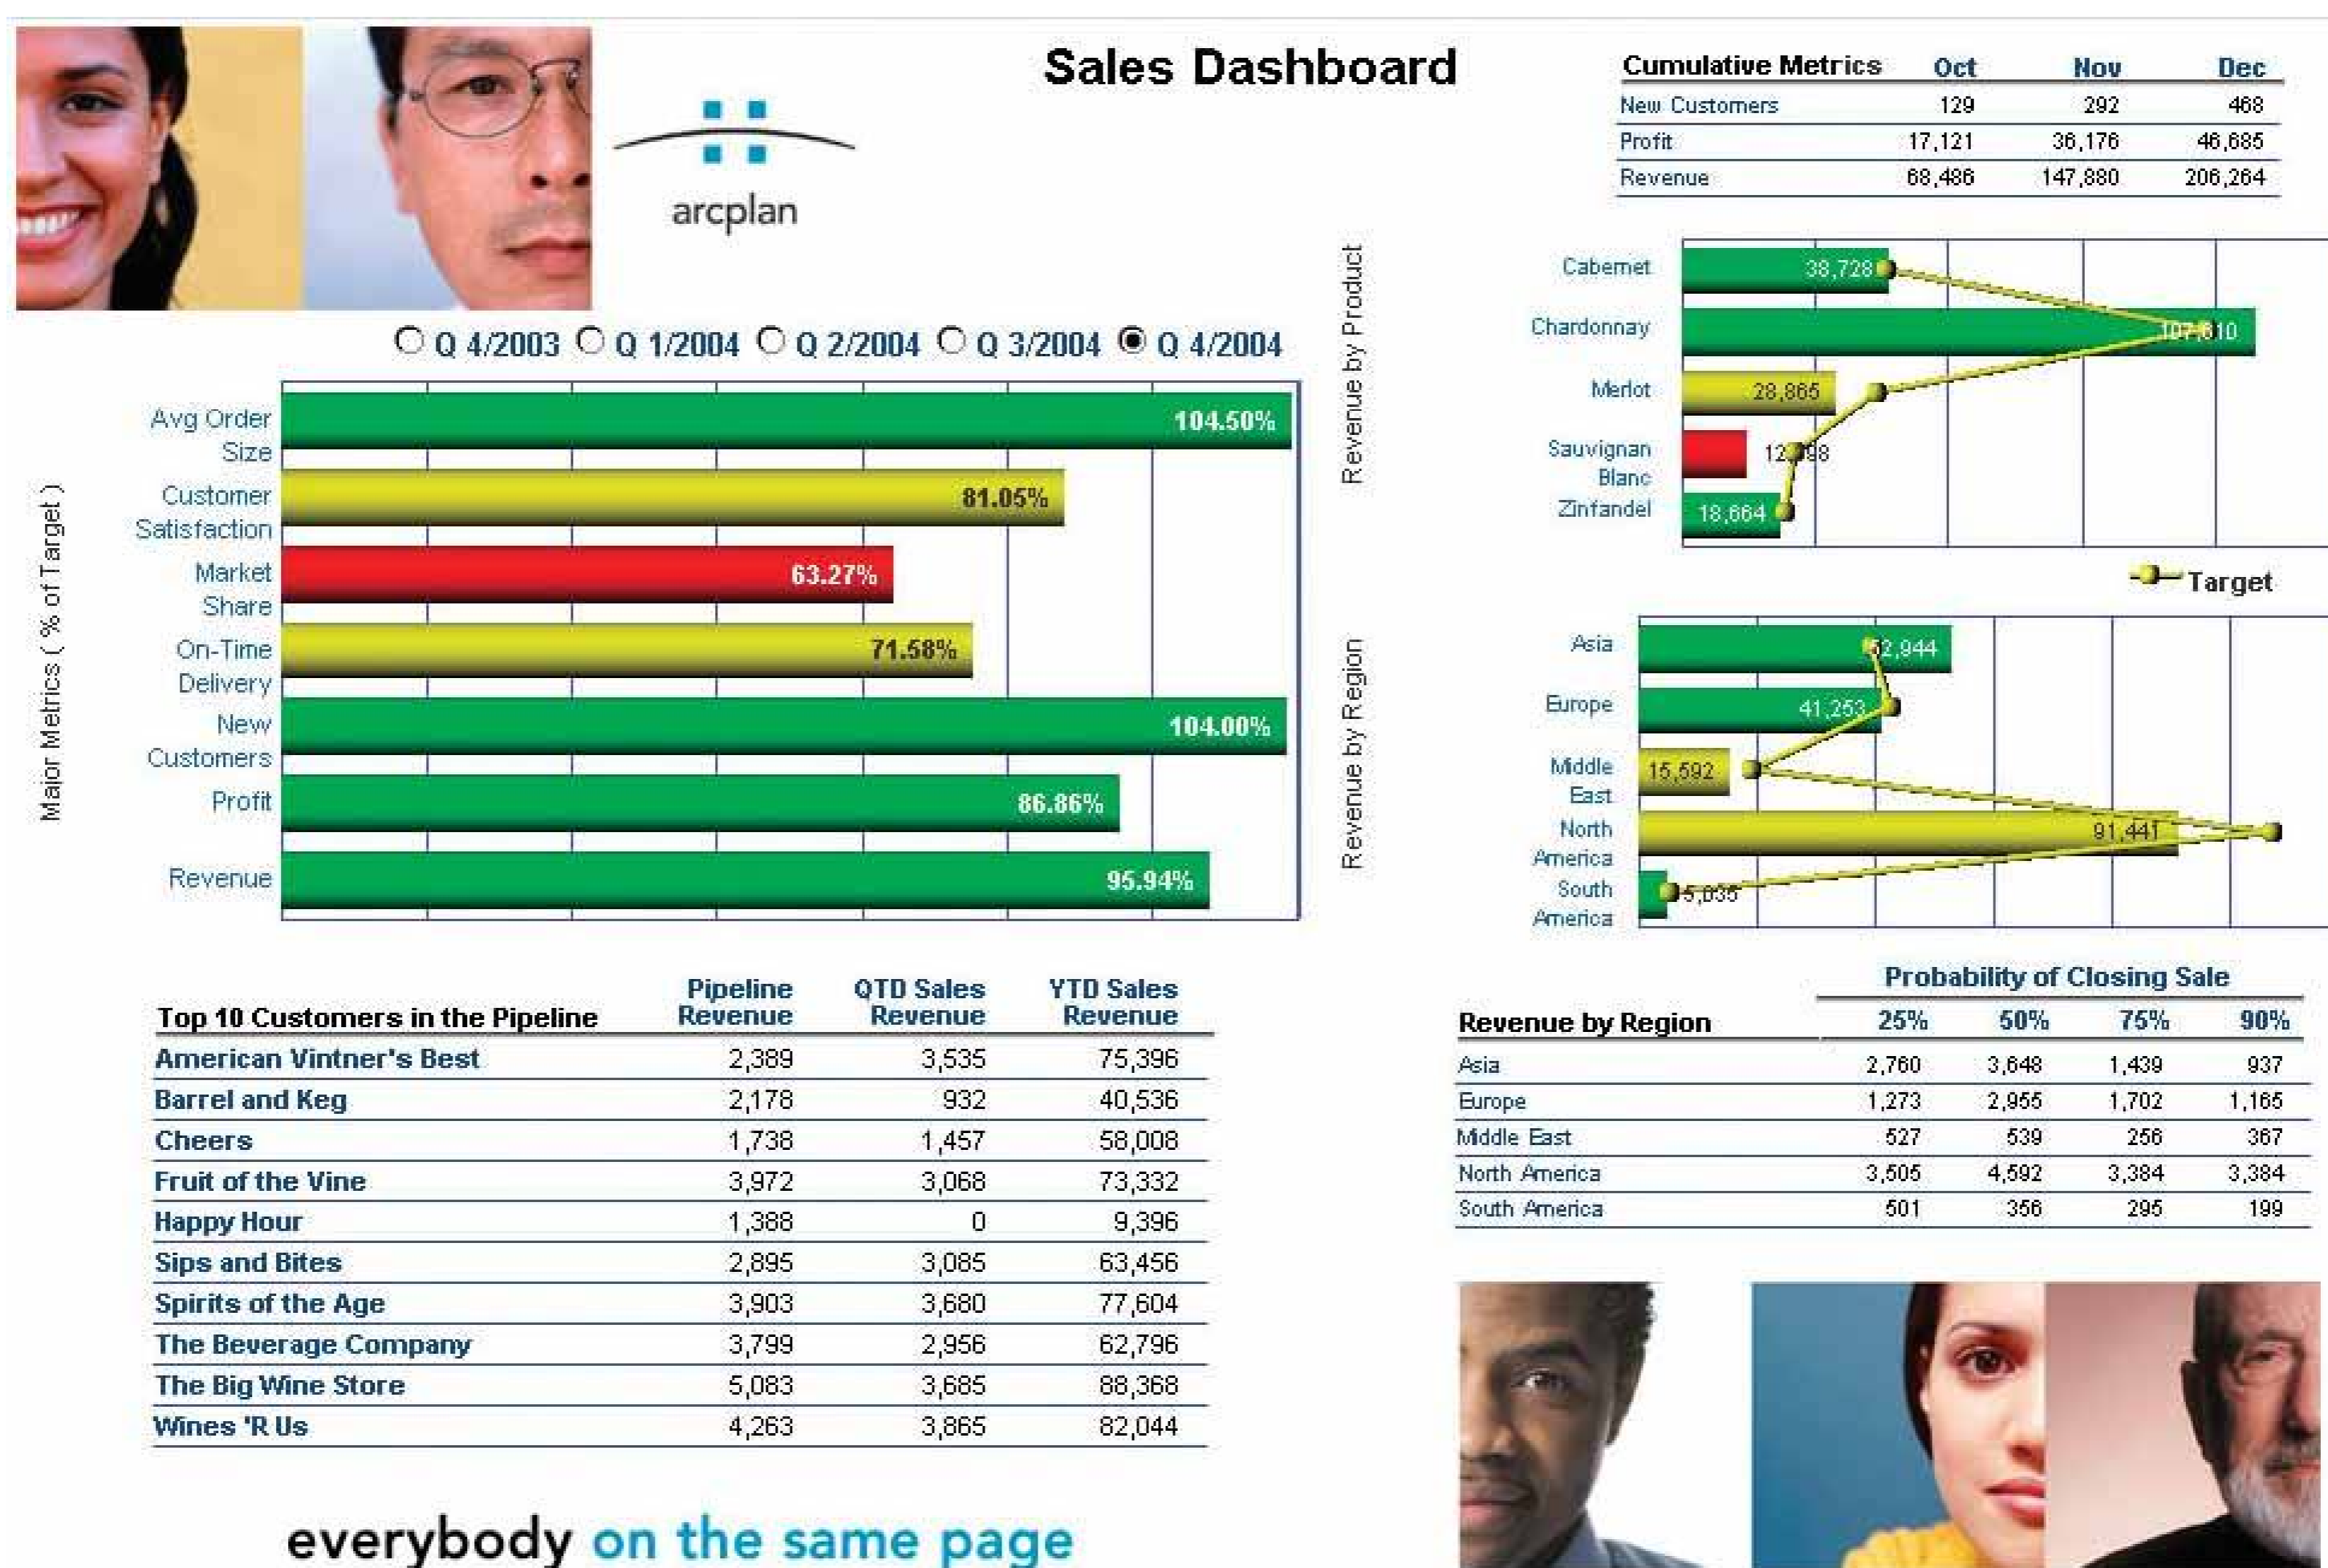 Sales Dashboard
arcplan
Cumulative Metrics Oct Nov Dec
New Customers 129 292 468
Profit 17,121 36,176 46,685
Revenue 68,486 147,880 206,264
Q 4/2003 Q 1/2004 Q 2/2004 Q 3/2004 Q 4/2004
Major Metrics ( % of Target )
Avg Order
Size
104.50%
Customer
Satisfaction
81.05%
Market
Share
63.27%
On-Time
Delivery
71.58%
New
Customers
104.00%
Profit
86.86%
Revenue
95.94%
Revenue by Product
Cabernet
38,728
Chardonnay
Merlot
28,865
Sauvignan
Blanc
Zinfandel
18,664
Target
Revenue by Region
Asia
Europe
41,253
Middle
East
15,592
North
America
91,441
South
America
Top 10 Customers in the Pipeline Pipeline Revenue QTD Sales Revenue YTD Sales Revenue
American Vintner's Best 2,389 3,535 75,396
Barrel and Keg 2,178 932 40,536
Cheers 1,738 1,457 58,008
Fruit of the Vine 3,972 3,068 73,332
Happy Hour 1,388 0 9,396
Sips and Bites 2,895 3,085 63,456
Spirits of the Age 3,903 3,680 77,604
The Beverage Company 3,799 2,956 62,796
The Big Wine Store 5,083 3,685 88,368
Wines 'R Us 4,263 3,865 82,044
Probability of Closing Sale
Revenue by Region 25% 50% 75% 90%
Asia 2,760 3,648 1,439 937
Europe 1,273 2,955 1,702 1,165
Middle East 527 539 256 367
North America 3,505 4,592 3,384 3,384
South America 501 356 295 199
everybody on the same page